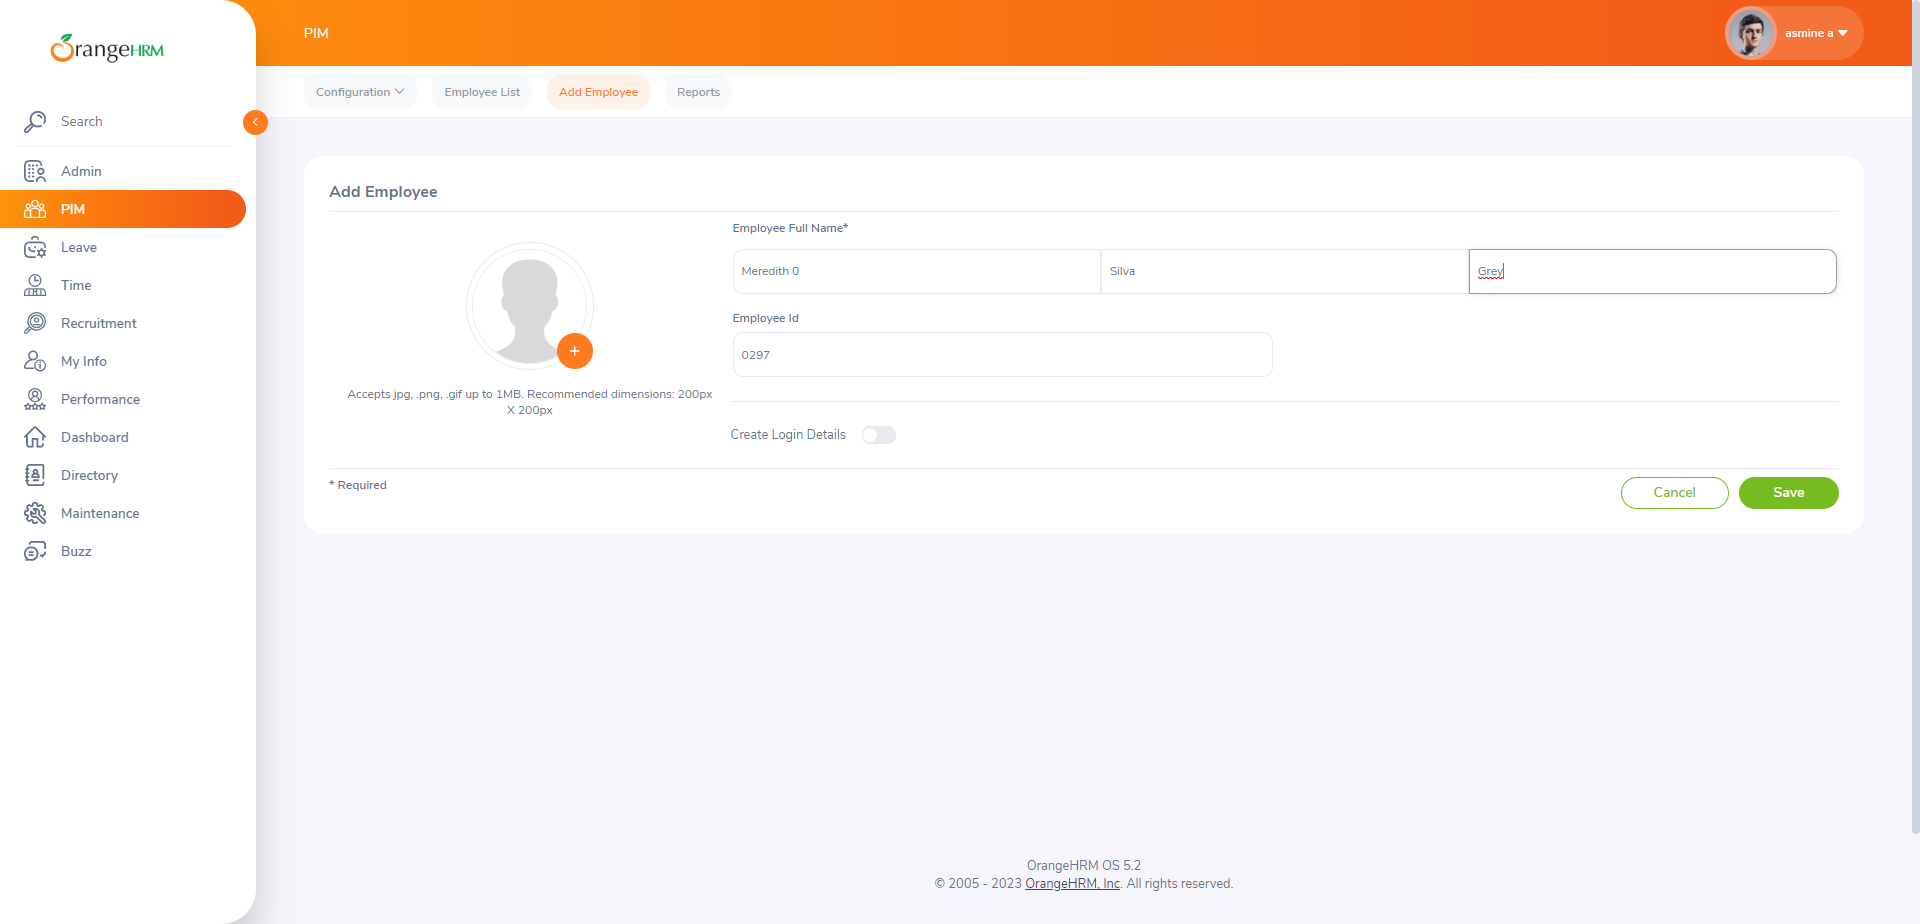 OrangeHRM
PIM
asmine a
Configuration
Employee List
Add Employee
Reports
Search
Admin
PIM
Leave
Time
Recruitment
My Info
Performance
Dashboard
Directory
Maintenance
Buzz
Add Employee
Employee Full Name*
Meredith 0
Silva
Grey
Employee Id
0297
Accepts jpg, .png, .gif up to 1MB. Recommended dimensions: 200px
X 200px
Create Login Details
* Required
Cancel
Save
OrangeHRM OS 5.2
© 2005 - 2023 OrangeHRM, Inc. All rights reserved.